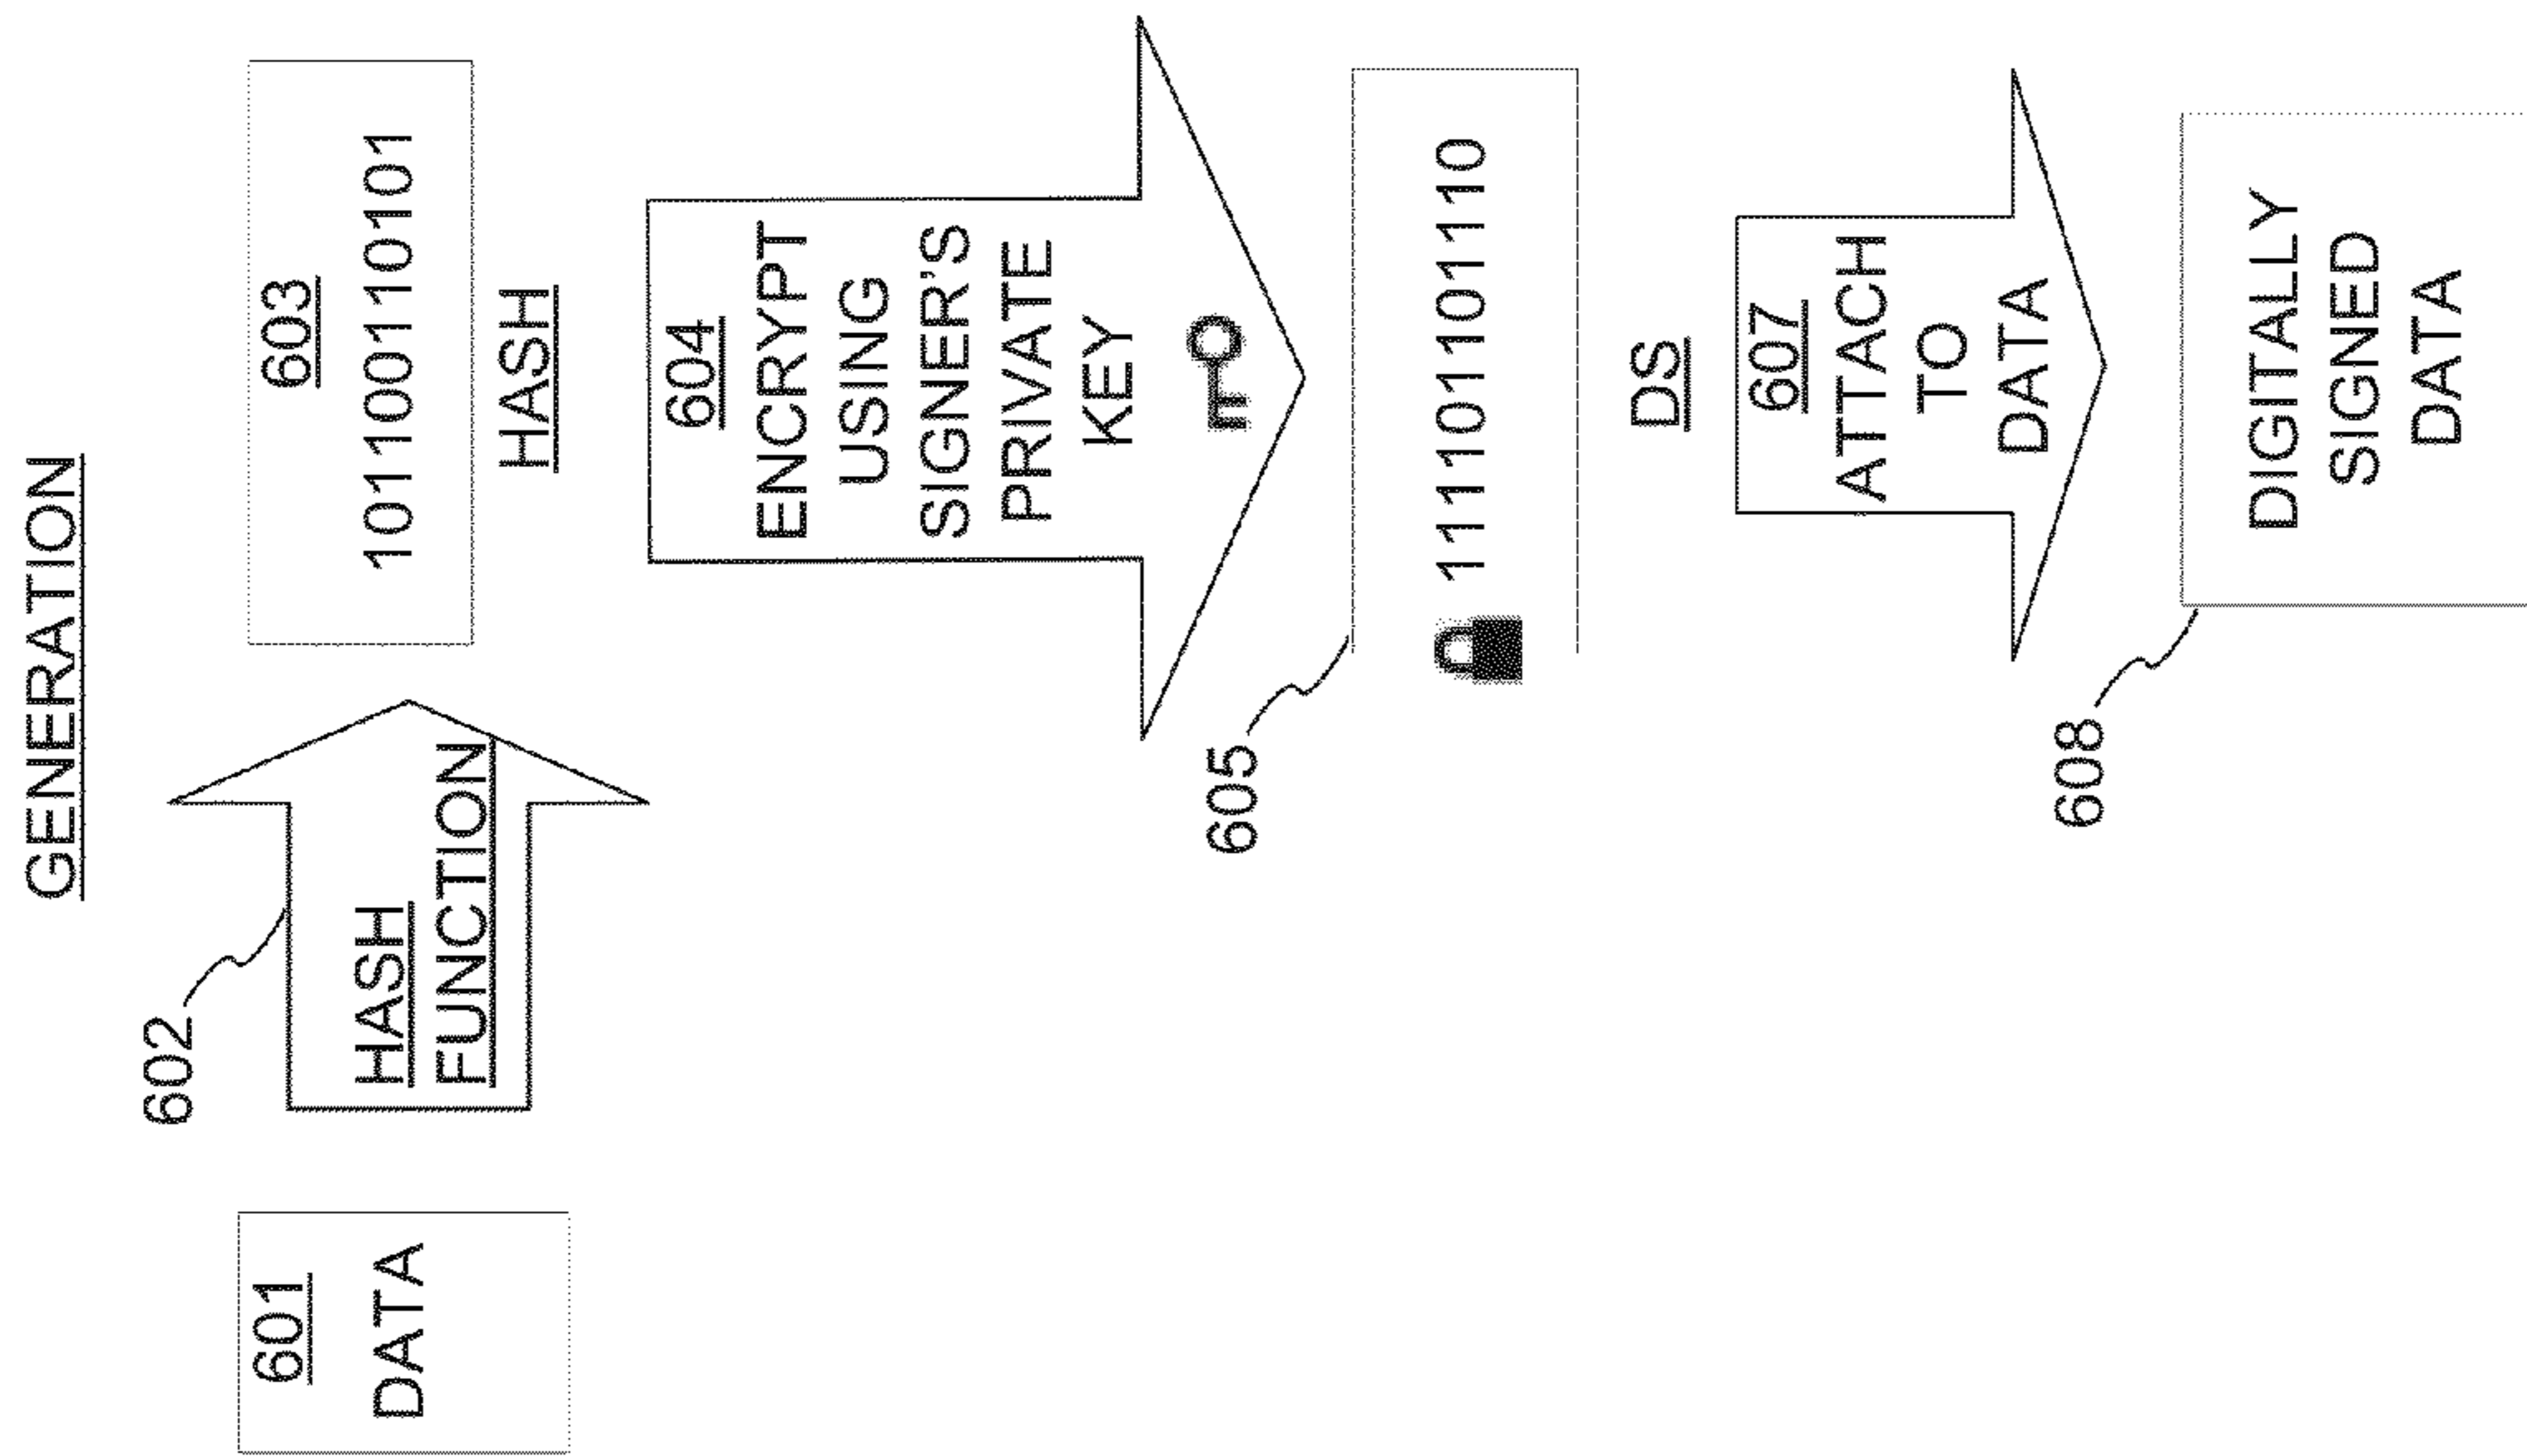 GENERATION
601
DATA
602
HASH
FUNCTION
603
101100110101
HASH
604
ENCRYPT
USING
SIGNER'S
PRIVATE
KEY
605
111101101110
DS
607
ATTACH
TO
DATA
608
DIGITALLY
SIGNED
DATA